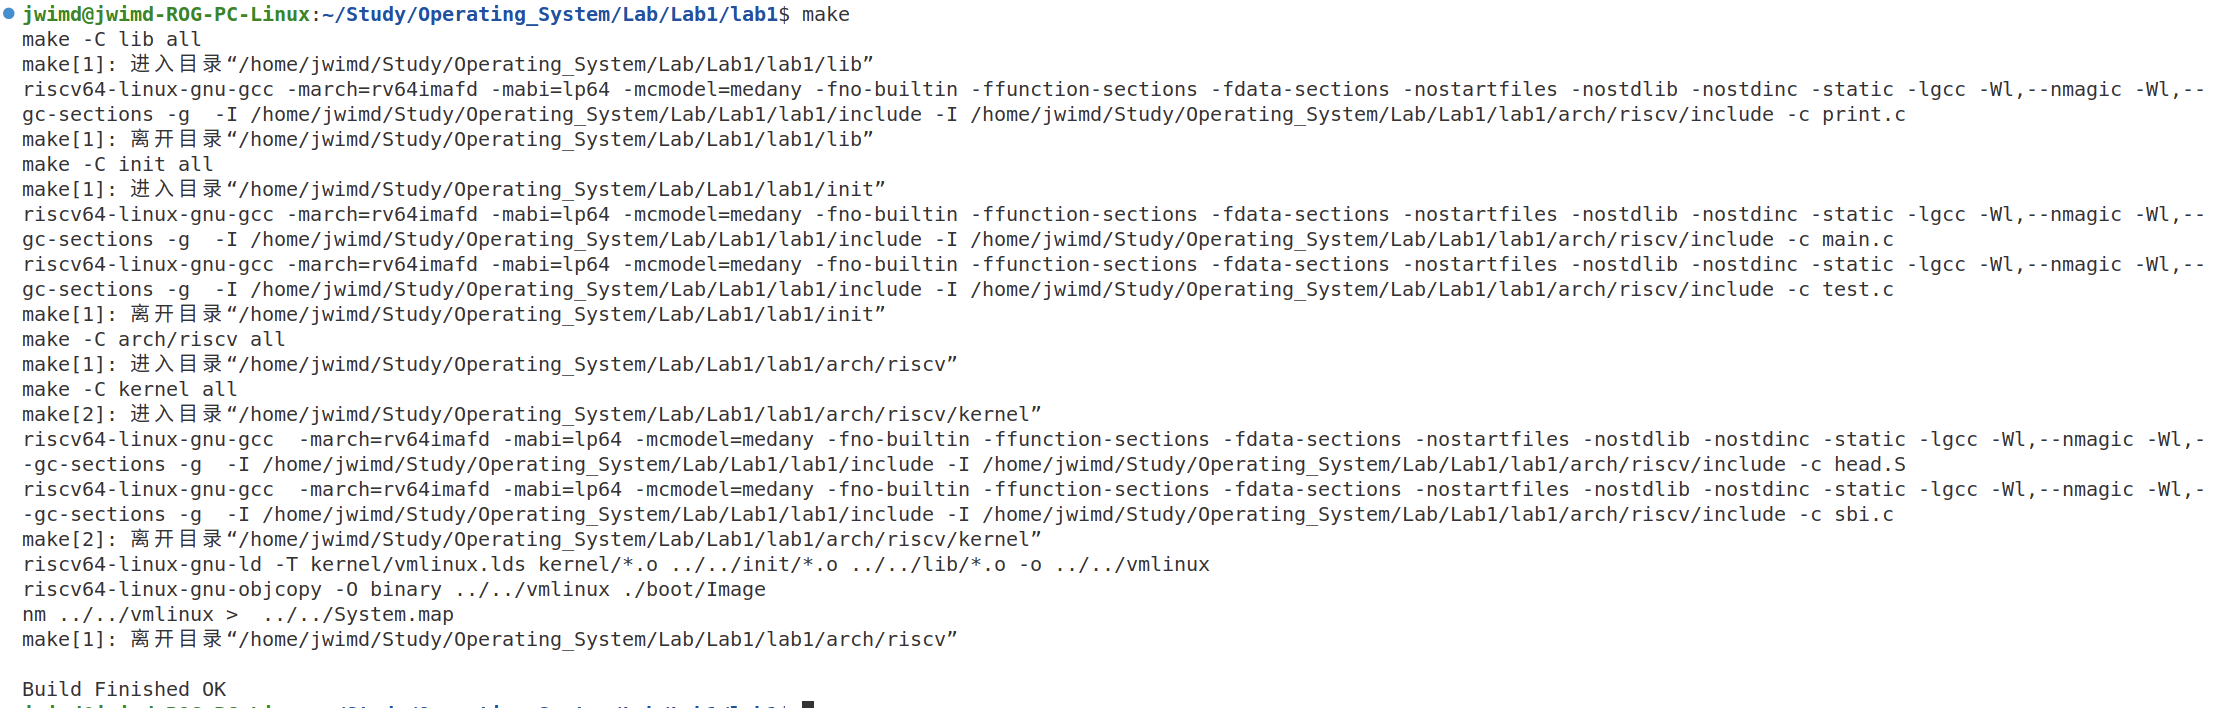 jwimd@jwimd-ROG-PC-Linux:~/Study/Operating_System/Lab/Lab1/lab1$ make
make -C lib all
make[1]: 进入目录“/home/jwimd/Study/Operating_System/Lab/Lab1/lab1/lib”
riscv64-linux-gnu-gcc -march=rv64imafd -mabi=lp64 -mcmodel=medany -fno-builtin -ffunction-sections -fdata-sections -nostartfiles -nostdlib -nostdinc -static -lgcc -Wl,--nmagic -Wl,--
gc-sections -g  -I /home/jwimd/Study/Operating_System/Lab/Lab1/lab1/include -I /home/jwimd/Study/Operating_System/Lab/Lab1/lab1/arch/riscv/include -c print.c
make[1]: 离开目录“/home/jwimd/Study/Operating_System/Lab/Lab1/lab1/lib”
make -C init all
make[1]: 进入目录“/home/jwimd/Study/Operating_System/Lab/Lab1/lab1/init”
riscv64-linux-gnu-gcc -march=rv64imafd -mabi=lp64 -mcmodel=medany -fno-builtin -ffunction-sections -fdata-sections -nostartfiles -nostdlib -nostdinc -static -lgcc -Wl,--nmagic -Wl,--
gc-sections -g  -I /home/jwimd/Study/Operating_System/Lab/Lab1/lab1/include -I /home/jwimd/Study/Operating_System/Lab/Lab1/lab1/arch/riscv/include -c main.c
riscv64-linux-gnu-gcc -march=rv64imafd -mabi=lp64 -mcmodel=medany -fno-builtin -ffunction-sections -fdata-sections -nostartfiles -nostdlib -nostdinc -static -lgcc -Wl,--nmagic -Wl,--
gc-sections -g  -I /home/jwimd/Study/Operating_System/Lab/Lab1/lab1/include -I /home/jwimd/Study/Operating_System/Lab/Lab1/lab1/arch/riscv/include -c test.c
make[1]: 离开目录“/home/jwimd/Study/Operating_System/Lab/Lab1/lab1/init”
make -C arch/riscv all
make[1]: 进入目录“/home/jwimd/Study/Operating_System/Lab/Lab1/lab1/arch/riscv”
make -C kernel all
make[2]: 进入目录“/home/jwimd/Study/Operating_System/Lab/Lab1/lab1/arch/riscv/kernel”
riscv64-linux-gnu-gcc  -march=rv64imafd -mabi=lp64 -mcmodel=medany -fno-builtin -ffunction-sections -fdata-sections -nostartfiles -nostdlib -nostdinc -static -lgcc -Wl,--nmagic -Wl,-
-gc-sections -g  -I /home/jwimd/Study/Operating_System/Lab/Lab1/lab1/include -I /home/jwimd/Study/Operating_System/Lab/Lab1/lab1/arch/riscv/include -c head.S
riscv64-linux-gnu-gcc  -march=rv64imafd -mabi=lp64 -mcmodel=medany -fno-builtin -ffunction-sections -fdata-sections -nostartfiles -nostdlib -nostdinc -static -lgcc -Wl,--nmagic -Wl,-
-gc-sections -g  -I /home/jwimd/Study/Operating_System/Lab/Lab1/lab1/include -I /home/jwimd/Study/Operating_System/Lab/Lab1/lab1/arch/riscv/include -c sbi.c
make[2]: 离开目录“/home/jwimd/Study/Operating_System/Lab/Lab1/lab1/arch/riscv/kernel”
riscv64-linux-gnu-ld -T kernel/vmlinux.lds kernel/*.o ../../init/*.o ../../lib/*.o -o ../../vmlinux
riscv64-linux-gnu-objcopy -O binary ../../vmlinux ./boot/Image
nm ../../vmlinux >  ../../System.map
make[1]: 离开目录“/home/jwimd/Study/Operating_System/Lab/Lab1/lab1/arch/riscv”
Build Finished OK